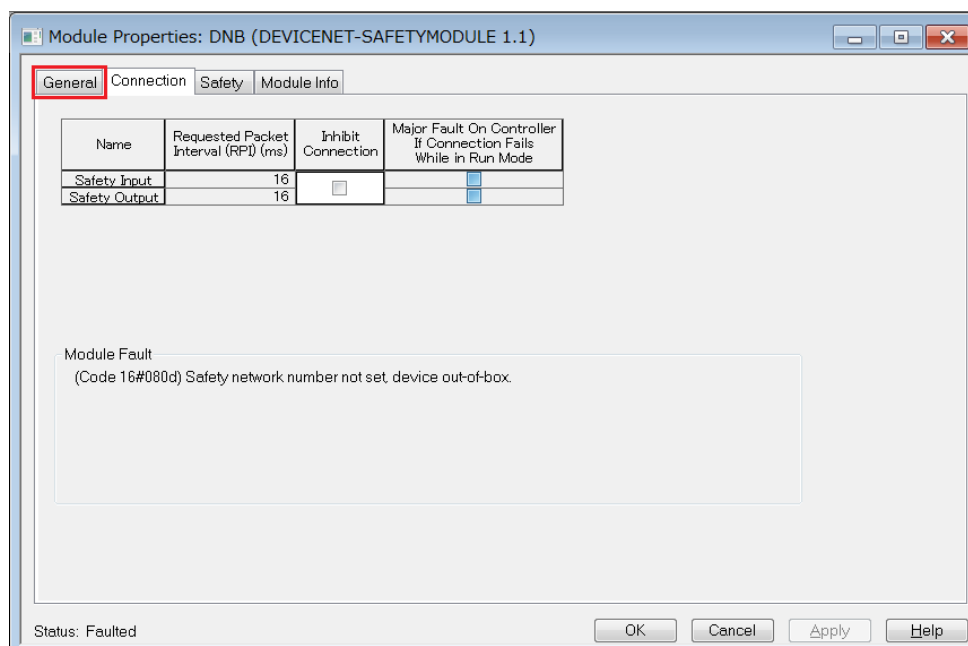 Module Properties: DNB (DEVICENET-SAFETYMODULE 1.1)
General Connection Safety Module Info
Name
Requested Packet
Interval (RPI) (ms)
Inhibit
Connection
Major Fault On Controller
If Connection Fails
While in Run Mode
Safety Input 16
Safety Output 16
Module Fault
(Code 16#080d) Safety network number not set, device out-of-box.
Status: Faulted OK Cancel Apply Help